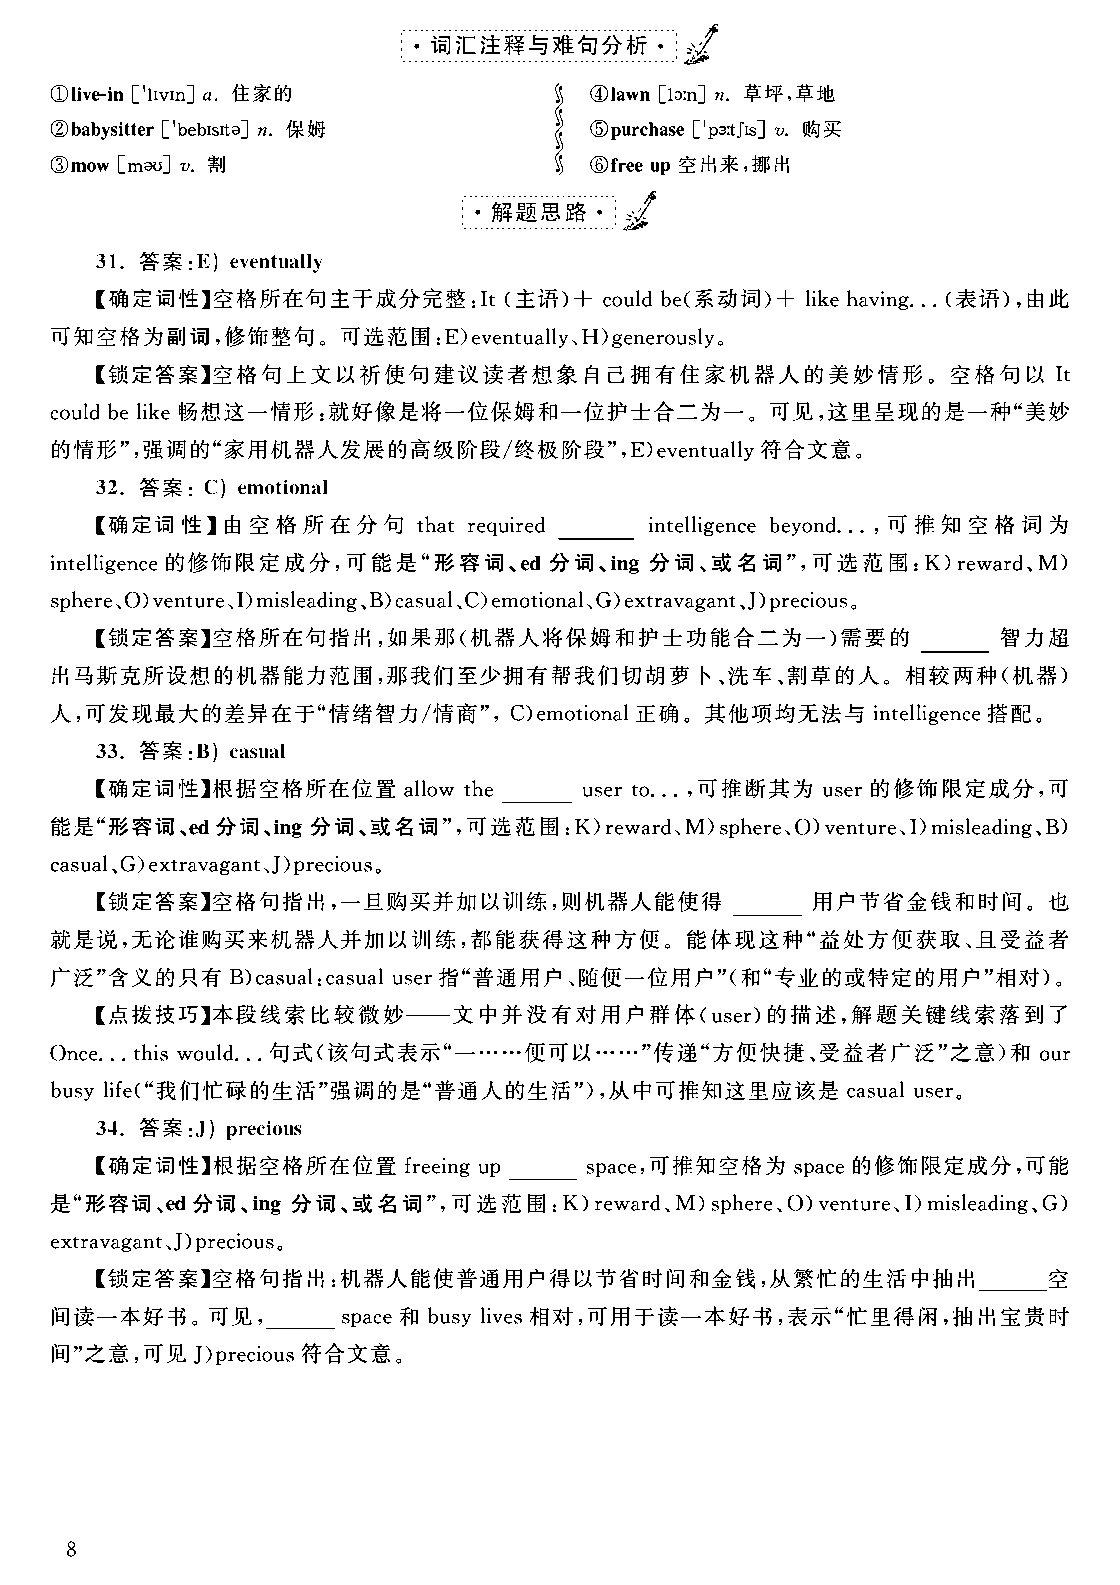 ·词汇注释与难句分析·
①live-in [ˈlɪvɪn] a. 住家的
②babysitter [ˈbebɪsɪtə] n. 保姆
③mow [məʊ] v. 割
④lawn [lɔːn] n. 草坪,草地
⑤purchase [ˈpɜːtʃɪs] v. 购买
⑥free up 空出来,挪出
·解题思路·
31. 答案:E) eventually
【确定词性】空格所在句主干成分完整:It (主语)+ could be(系动词)+ like having...(表语),由此
可知空格为副词,修饰整句。可选范围:E)eventually、H)generously。
【锁定答案】空格句上文以祈使句建议读者想象自己拥有住家机器人的美妙情形。空格句以 It
could be like 畅想这一情形:就好像是将一位保姆和一位护士合二为一。可见,这里呈现的是一种“美妙
的情形”,强调的“家用机器人发展的高级阶段/终极阶段”,E)eventually 符合文意。
32. 答案: C) emotional
【确定词性】由空格所在分句 that required ______ intelligence beyond...,可推知空格词为
intelligence 的修饰限定成分,可能是“形容词、ed 分词、ing 分词、或名词”,可选范围:K)reward、M)
sphere、O)venture、I)misleading、B)casual、C)emotional、G)extravagant、J)precious。
【锁定答案】空格所在句指出,如果那(机器人将保姆和护士功能合二为一)需要的 ______ 智力超
出马斯克所设想的机器能力范围,那我们至少拥有帮我们切胡萝卜、洗车、割草的人。相较两种(机器)
人,可发现最大的差异在于“情绪智力/情商”, C)emotional 正确。其他项均无法与 intelligence 搭配。
33. 答案:B) casual
【确定词性】根据空格所在位置 allow the ______ user to...,可推断其为 user 的修饰限定成分,可
能是“形容词、ed 分词、ing 分词、或名词”,可选范围:K)reward、M)sphere、O)venture、I)misleading、B)
casual、G)extravagant、J)precious。
【锁定答案】空格句指出,一旦购买并加以训练,则机器人能使得 ______ 用户节省金钱和时间。也
就是说,无论谁购买来机器人并加以训练,都能获得这种方便。能体现这种“益处方便获取、且受益者
广泛”含义的只有 B)casual:casual user 指“普通用户、随便一位用户”(和“专业的或特定的用户”相对)。
【点拨技巧】本段线索比较微妙——文中并没有对用户群体(user)的描述,解题关键线索落到了
Once...this would...句式(该句式表示“一……便可以……”传递“方便快捷、受益者广泛”之意)和 our
busy life(“我们忙碌的生活”强调的是“普通人的生活”),从中可推知这里应该是 casual user。
34. 答案:J) precious
【确定词性】根据空格所在位置 freeing up ______ space,可推知空格为 space 的修饰限定成分,可能
是“形容词、ed 分词、ing 分词、或名词”,可选范围:K)reward、M)sphere、O)venture、I)misleading、G)
extravagant、J)precious。
【锁定答案】空格句指出:机器人能使普通用户得以节省时间和金钱,从繁忙的生活中抽出______空
间读一本好书。可见,______ space 和 busy lives 相对,可用于读一本好书,表示“忙里得闲,抽出宝贵时
间”之意,可见 J)precious 符合文意。
8